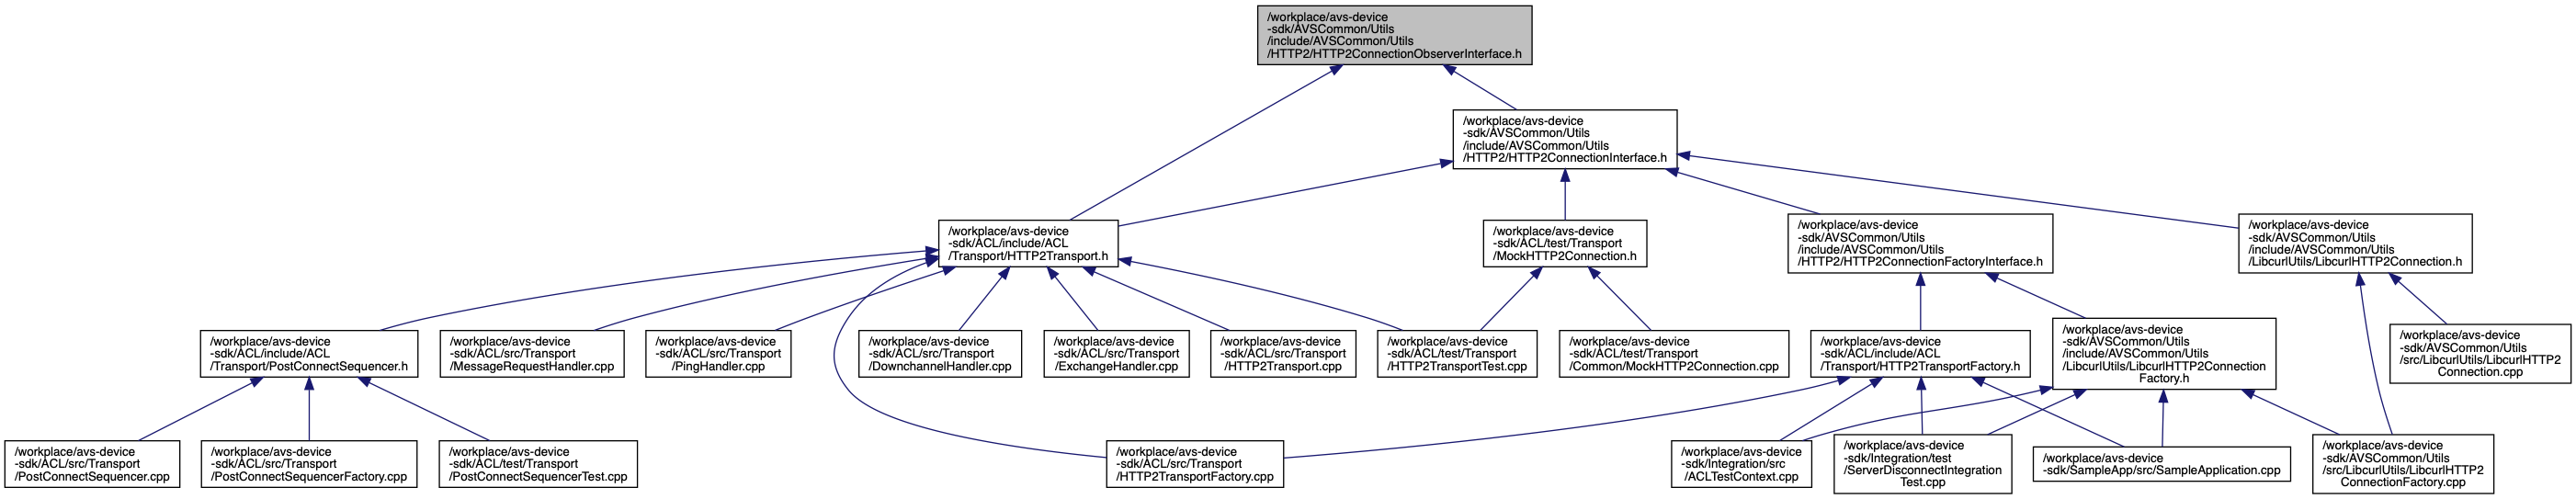 /workplace/avs-device
-sdk/AVSCommon/Utils
/include/AVSCommon/Utils
/HTTP2/HTTP2ConnectionObserverInterface.h
/workplace/avs-device
-sdk/AVSCommon/Utils
/include/AVSCommon/Utils
/HTTP2/HTTP2ConnectionInterface.h
/workplace/avs-device
-sdk/ACL/include/ACL
/Transport/HTTP2Transport.h
/workplace/avs-device
-sdk/ACL/test/Transport
/MockHTTP2Connection.h
/workplace/avs-device
-sdk/AVSCommon/Utils
/include/AVSCommon/Utils
/HTTP2/HTTP2ConnectionFactoryInterface.h
/workplace/avs-device
-sdk/AVSCommon/Utils
/include/AVSCommon/Utils
/LibcurlUtils/LibcurlHTTP2Connection.h
/workplace/avs-device
-sdk/ACL/include/ACL
/Transport/PostConnectSequencer.h
/workplace/avs-device
-sdk/ACL/src/Transport
/MessageRequestHandler.cpp
/workplace/avs-device
-sdk/ACL/src/Transport
/PingHandler.cpp
/workplace/avs-device
-sdk/ACL/src/Transport
/DownchannelHandler.cpp
/workplace/avs-device
-sdk/ACL/src/Transport
/ExchangeHandler.cpp
/workplace/avs-device
-sdk/ACL/src/Transport
/HTTP2Transport.cpp
/workplace/avs-device
-sdk/ACL/test/Transport
/HTTP2TransportTest.cpp
/workplace/avs-device
-sdk/ACL/test/Transport
/Common/MockHTTP2Connection.cpp
/workplace/avs-device
-sdk/ACL/include/ACL
/Transport/HTTP2TransportFactory.h
/workplace/avs-device
-sdk/AVSCommon/Utils
/include/AVSCommon/Utils
/LibcurlUtils/LibcurlHTTP2Connection
Factory.h
/workplace/avs-device
-sdk/AVSCommon/Utils
/src/LibcurlUtils/LibcurlHTTP2
Connection.cpp
/workplace/avs-device
-sdk/ACL/src/Transport
/PostConnectSequencer.cpp
/workplace/avs-device
-sdk/ACL/src/Transport
/PostConnectSequencerFactory.cpp
/workplace/avs-device
-sdk/ACL/test/Transport
/PostConnectSequencerTest.cpp
/workplace/avs-device
-sdk/ACL/src/Transport
/HTTP2TransportFactory.cpp
/workplace/avs-device
-sdk/Integration/src
/ACLTestContext.cpp
/workplace/avs-device
-sdk/Integration/test
/ServerDisconnectIntegration
Test.cpp
/workplace/avs-device
-sdk/SampleApp/src/SampleApplication.cpp
/workplace/avs-device
-sdk/AVSCommon/Utils
/src/LibcurlUtils/LibcurlHTTP2
ConnectionFactory.cpp